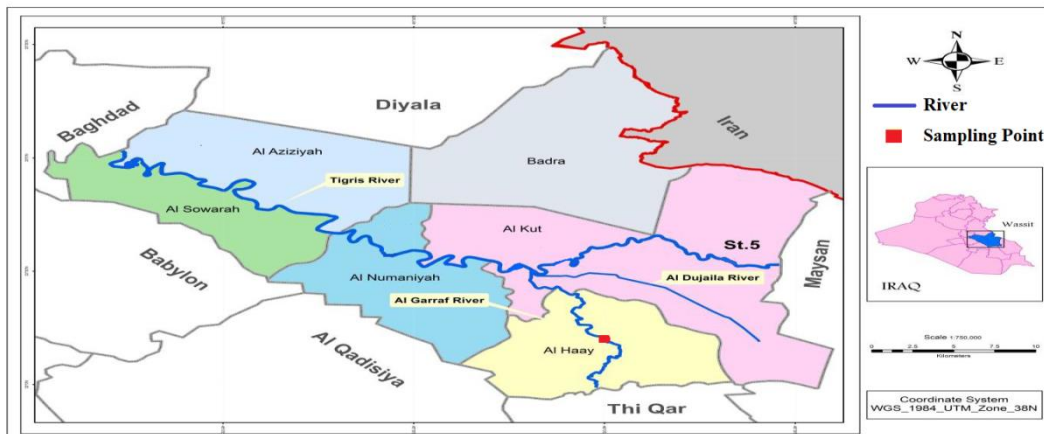 Baghdad
Diyala
Iran
Al Aziziyah
Badra
Tigris River
Al Sowarah
Al Kut
St.5
Babylon
Al Numaniyah
Al Dujaila River
Maysan
Al Garraf River
Al Qadisiya
Al Haay
Thi Qar
N
W E
S
River
Sampling Point
Wassit
IRAQ
Scale 1:750,000
0 2.5 5 7.5 10
Kilometers
Coordinate System
WGS_1984_UTM_Zone_38N